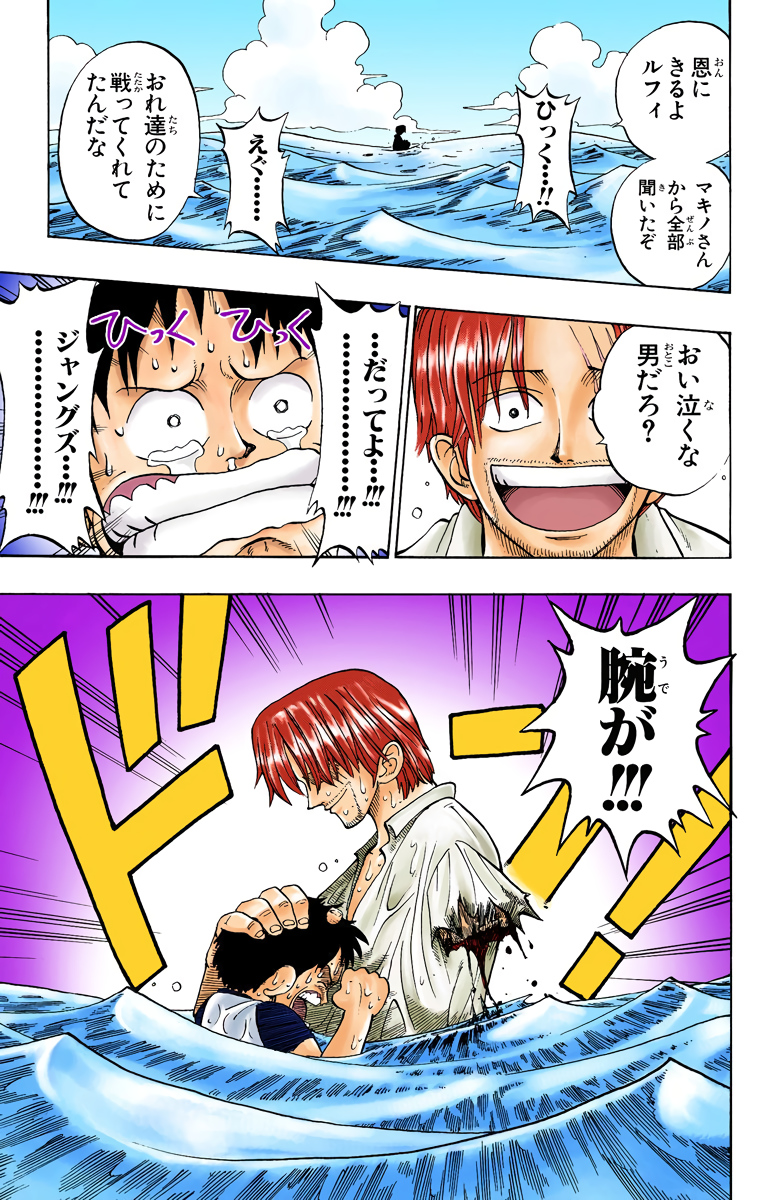 恩に
きるよ
ルフィ
マキノさん
から全部
聞いたぞ
ひっく…!!
えぐ……
おれ達のために
戦ってくれて
たんだな
おい泣くな
男だろ?
…だってよ…!!!
………!!!
ひっく
ひっく
ジャングズ…!!!
…………!!!
腕が!!!
ドーン!!